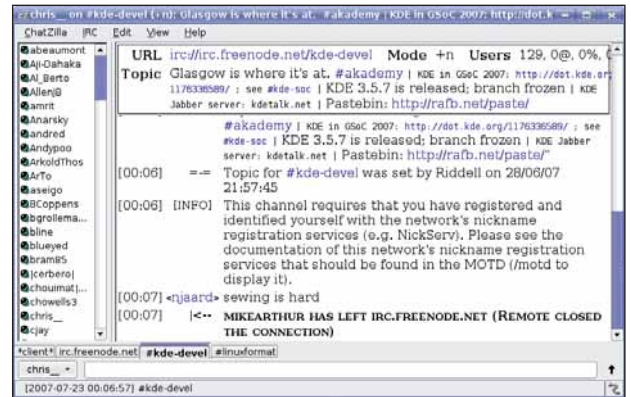 chris__ on #kde-devel (+n): Glasgow is where it's at. #akademy | KDE in GSoC 2007: http://dot.k
ChatZilla IRC Edit View Help
abeaumont
Aji-Dahaka
Al_Berto
AllenJB
amrit
Anarsky
andred
Andypoo
ArkoldThos
ArTo
aseigo
BCoppens
bgrollema...
bline
blueyed
bram85
|cerbero|
chouimat|...
chowells3
chris__
cjay
URL irc://irc.freenode.net/kde-devel Mode +n Users 129, 0@, 0%,
Topic Glasgow is where it's at. #akademy | KDE in GSoC 2007: http://dot.kde.or
1176336589/ ; see #kde-soc | KDE 3.5.7 is released; branch frozen | KDE
Jabber server: kdetalk.net | Pastebin: http://rafb.net/paste/
#akademy | KDE in GSoC 2007: http://dot.kde.org/1176336589/ ; see
#kde-soc | KDE 3.5.7 is released; branch frozen | KDE Jabber
server: kdetalk.net | Pastebin: http://rafb.net/paste/"
[00:06] =-= Topic for #kde-devel was set by Riddell on 28/06/07
21:57:45
[00:06] [INFO] This channel requires that you have registered and
identified yourself with the network's nickname
registration services (e.g. NickServ). Please see the
documentation of this network's nickname registration
services that should be found in the MOTD (/motd to
display it).
[00:07] <njaard> sewing is hard
[00:07] |<-- MIKEARTHUR HAS LEFT IRC.FREENODE.NET (REMOTE CLOSED
THE CONNECTION)
*client* irc.freenode.net #kde-devel #linuxformat
chris__
[2007-07-23 00:06:57] #kde-devel